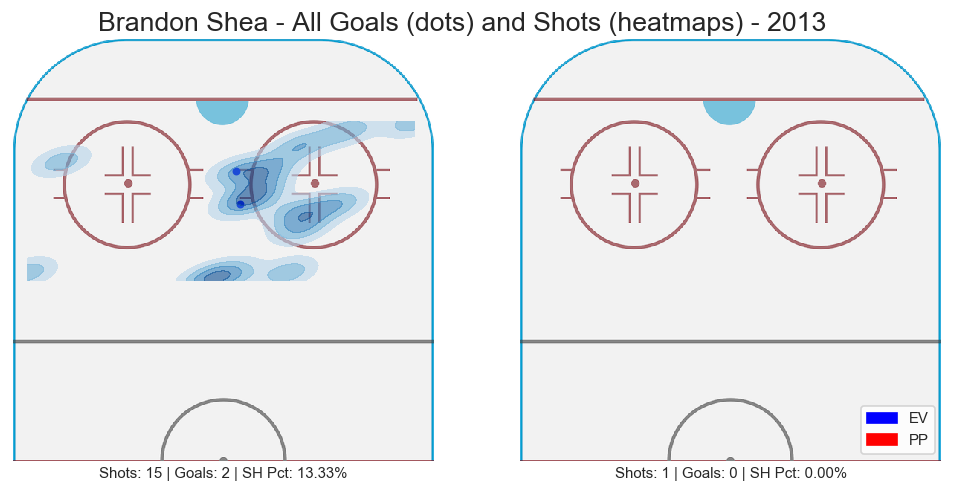 Brandon Shea - All Goals (dots) and Shots (heatmaps) - 2013
EV
PP
Shots: 15 | Goals: 2 | SH Pct: 13.33%
Shots: 1 | Goals: 0 | SH Pct: 0.00%